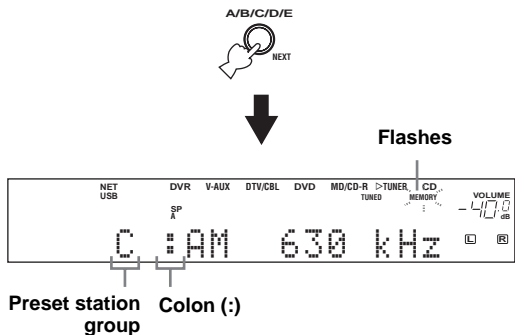 A/B/C/D/E
NEXT
Flashes
NET DVR V-AUX DTV/CBL DVD MD/CD-R ▷TUNER CD
USB TUNED MEMORY VOLUME
SP
A
-40.0 dB
C :AM 630 kHz L R
Preset station group
Colon (:)